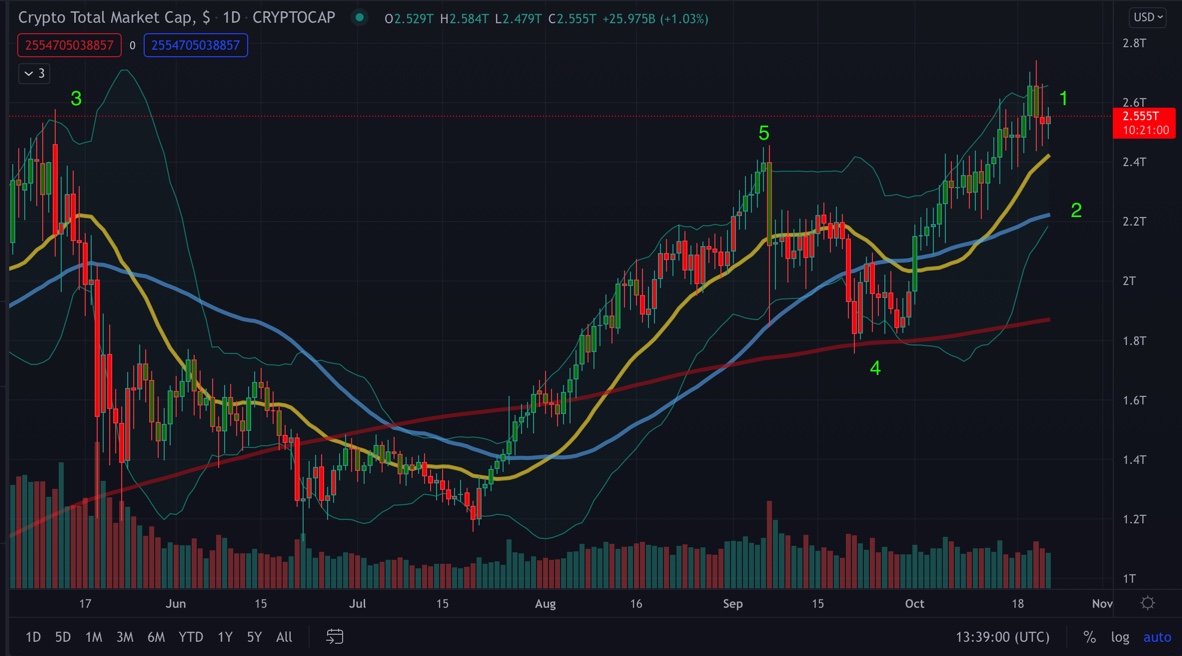 Crypto Total Market Cap, $ · 1D · CRYPTOCAP O2.529T H2.584T L2.479T C2.555T +25.975B (+1.03%)
USD
2554705038857 0 2554705038857
2.8T
3
3
2.6T
1
2.555T
10:21:00
5
2.4T
2
2.2T
2T
1.8T
4
1.6T
1.4T
1.2T
1T
17 Jun 15 Jul 15 Aug 16 Sep 15 Oct 18 Nov
1D 5D 1M 3M 6M YTD 1Y 5Y All 13:39:00 (UTC) % log auto